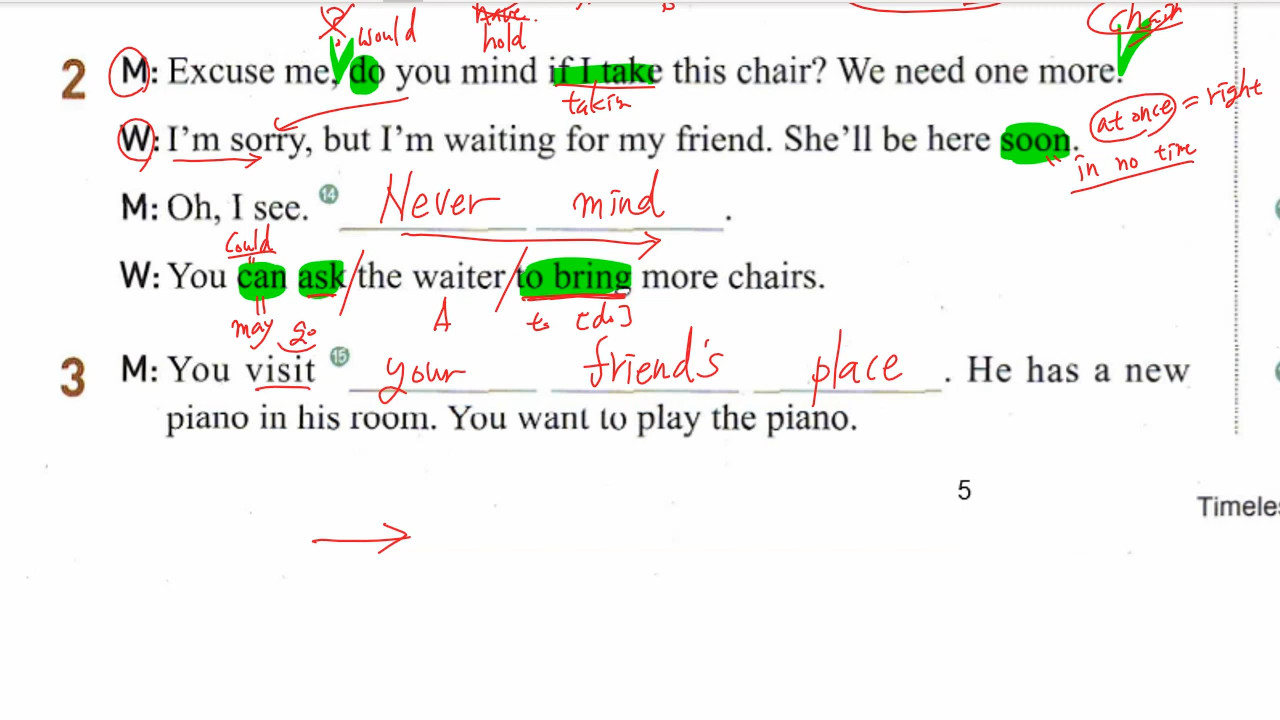 would
hold
chair
2 M: Excuse me, do you mind if I take this chair? We need one more.
takin
at once = right
W: I'm sorry, but I'm waiting for my friend. She'll be here soon.
in no time
M: Oh, I see. 14 Never mind.
could
W: You can ask the waiter to bring more chairs.
may go A to [do]
3 M: You visit 15 your friend's place. He has a new
piano in his room. You want to play the piano.
5
Timeles